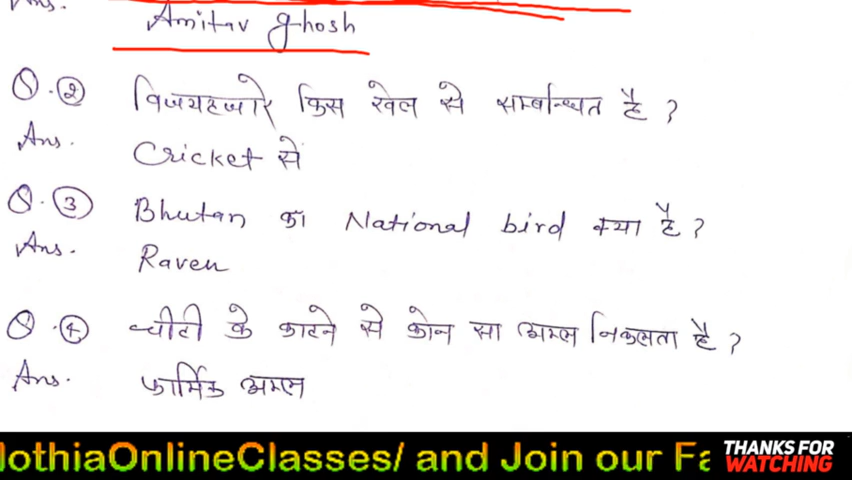 Ans.
Amitav Ghosh
Q.② विजयहजारे किस खेल से सम्बन्धित है ?
Ans. Cricket से
Q.③ Bhutan का National bird क्या है ?
Ans. Raven
Q.④ चीटी के काटने से कोन सा अम्ल निकलता है ?
Ans. फार्मिक अम्ल
lothiaOnlineClasses/ and Join our Fa
THANKS FOR
WATCHING